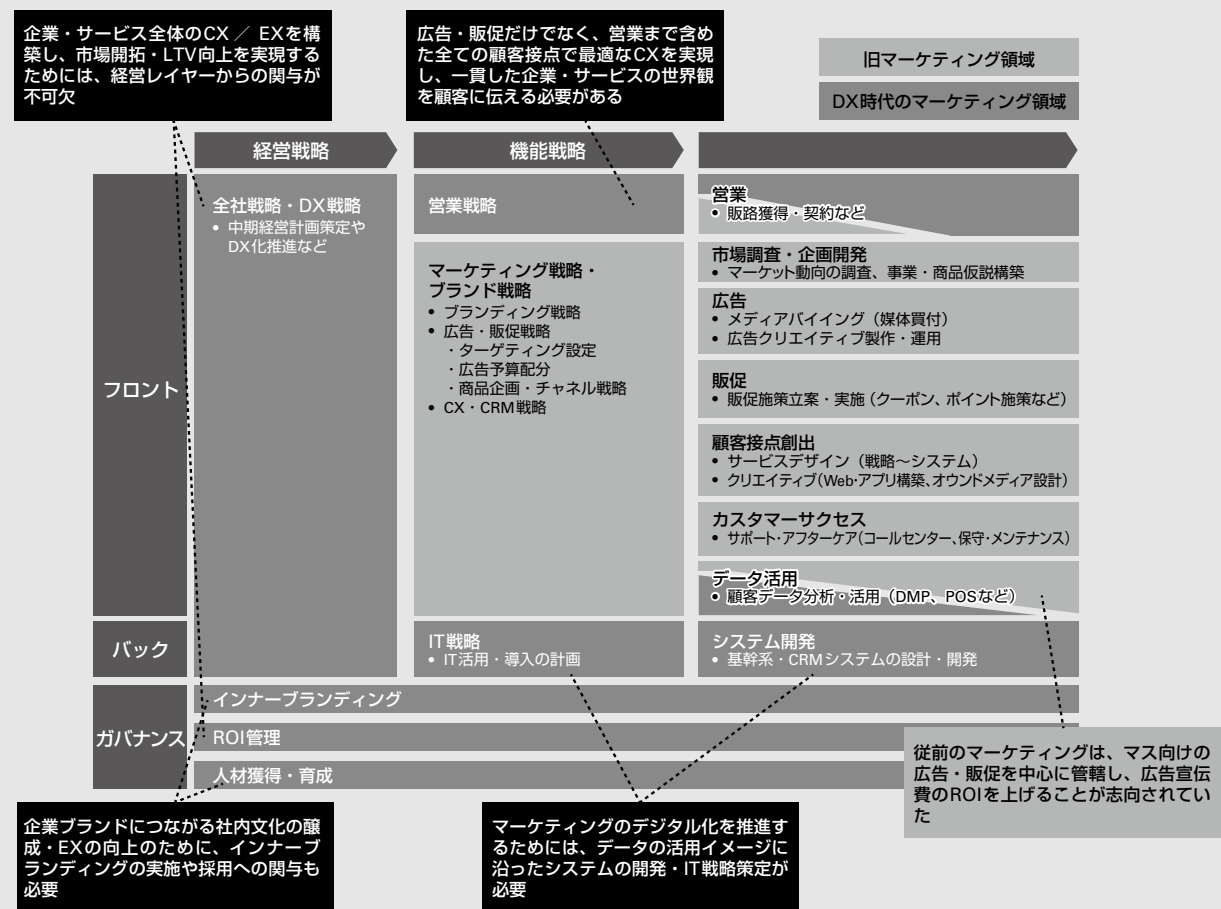 企業・サービス全体のCX ／ EXを構
築し、市場開拓・LTV向上を実現する
ためには、経営レイヤーからの関与が
不可欠
広告・販促だけでなく、営業まで含め
た全ての顧客接点で最適なCXを実現
し、一貫した企業・サービスの世界観
を顧客に伝える必要がある
旧マーケティング領域
DX時代のマーケティング領域
経営戦略
機能戦略
フロント
全社戦略・DX戦略
• 中期経営計画策定や
DX化推進など
営業戦略
マーケティング戦略・
ブランド戦略
• ブランディング戦略
• 広告・販促戦略
・ターゲティング設定
・広告予算配分
・商品企画・チャネル戦略
• CX・CRM戦略
営業
• 販路獲得・契約など
市場調査・企画開発
• マーケット動向の調査、事業・商品仮説構築
広告
• メディアバイイング（媒体買付）
• 広告クリエイティブ製作・運用
販促
• 販促施策立案・実施（クーポン、ポイント施策など）
顧客接点創出
• サービスデザイン（戦略～システム）
• クリエイティブ（Web・アプリ構築、オウンドメディア設計）
カスタマーサクセス
• サポート・アフターケア（コールセンター、保守・メンテナンス）
データ活用
• 顧客データ分析・活用（DMP、POSなど）
バック
IT戦略
• IT活用・導入の計画
システム開発
• 基幹系・CRMシステムの設計・開発
ガバナンス
インナーブランディング
ROI管理
人材獲得・育成
従前のマーケティングは、マス向けの
広告・販促を中心に管轄し、広告宣伝
費のROIを上げることが志向されてい
た
企業ブランドにつながる社内文化の醸
成・EXの向上のために、インナーブ
ランディングの実施や採用への関与も
必要
マーケティングのデジタル化を推進す
るためには、データの活用イメージに
沿ったシステムの開発・IT戦略策定が
必要